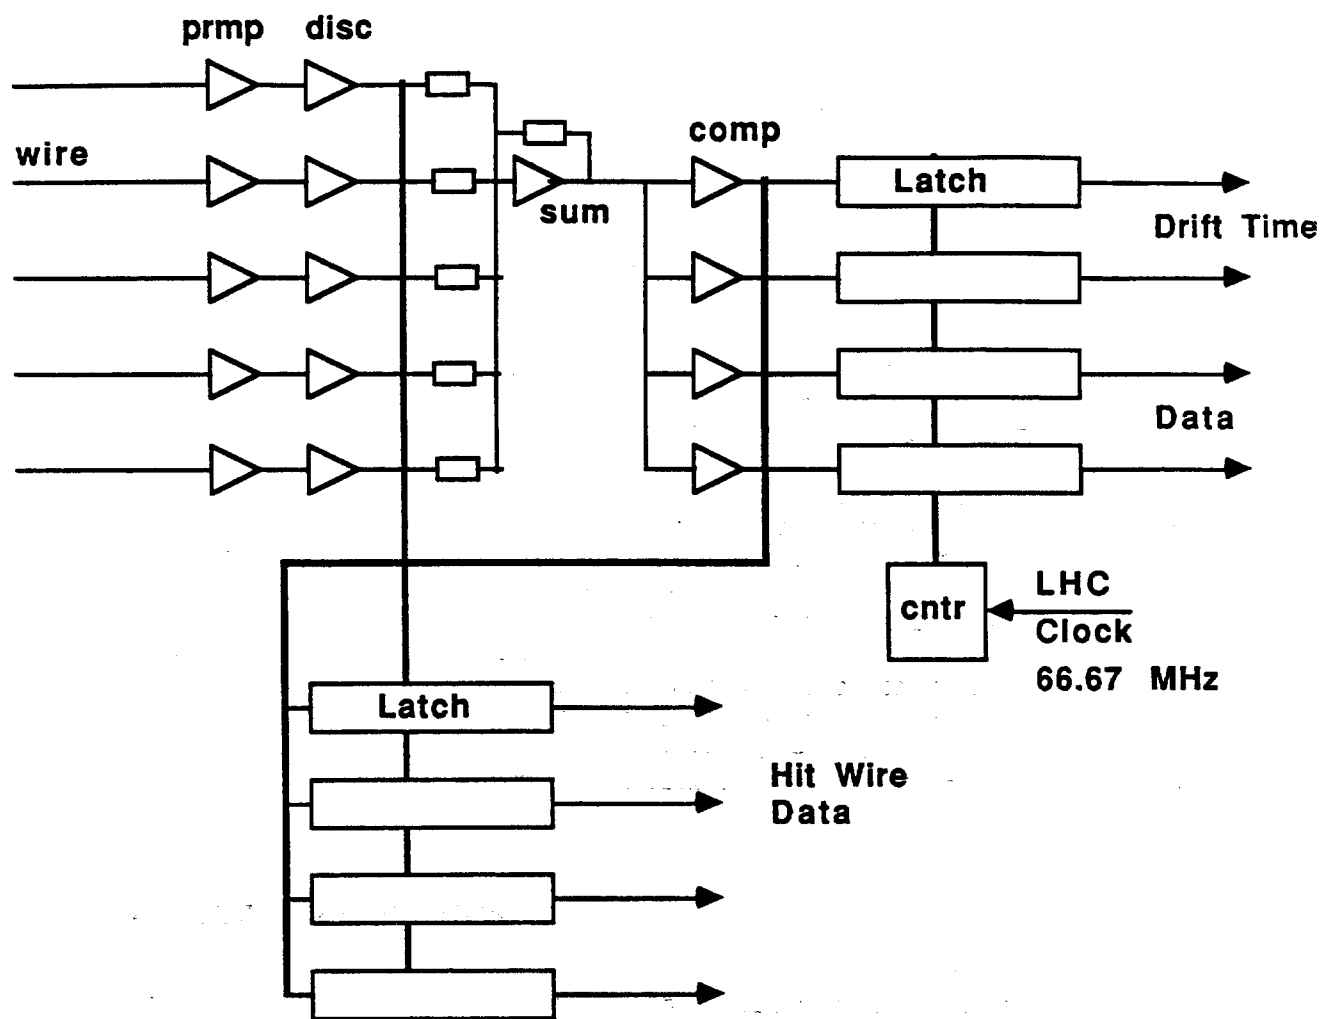 prmp disc
wire
sum
comp
Latch
Drift Time
Data
cntr
LHC
Clock
66.67 MHz
Latch
Hit Wire
Data